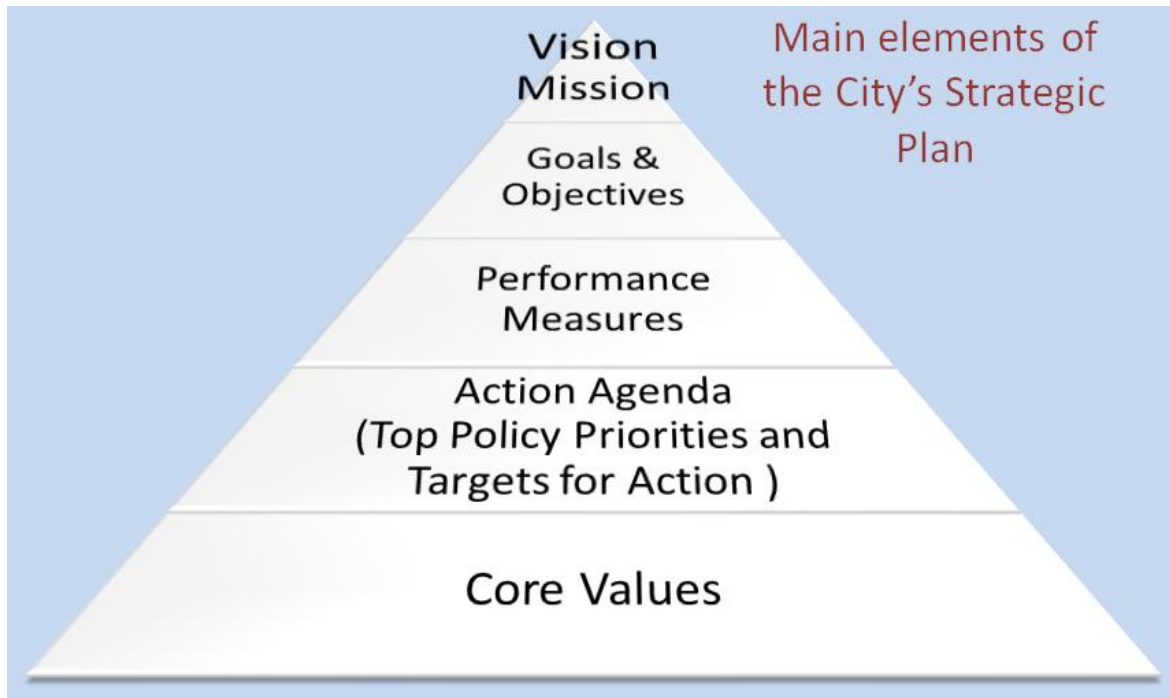 Main elements of
the City’s Strategic
Plan
Vision
Mission
Goals &
Objectives
Performance
Measures
Action Agenda
(Top Policy Priorities and
Targets for Action )
Core Values